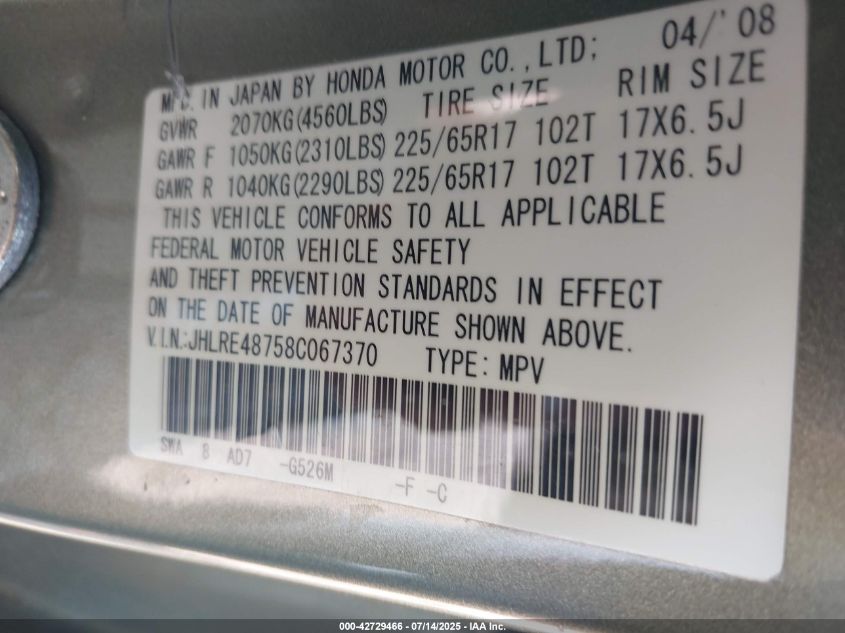 MFD. IN JAPAN BY HONDA MOTOR CO., LTD; 04/'08
GVWR 2070KG(4560LBS) TIRE SIZE RIM SIZE
GAWR F 1050KG(2310LBS) 225/65R17 102T 17X6.5J
GAWR R 1040KG(2290LBS) 225/65R17 102T 17X6.5J
THIS VEHICLE CONFORMS TO ALL APPLICABLE
FEDERAL MOTOR VEHICLE SAFETY
AND THEFT PREVENTION STANDARDS IN EFFECT
ON THE DATE OF MANUFACTURE SHOWN ABOVE.
V.I.N.:JHLRE48758C067370 TYPE: MPV
SWA 8 AD7 -G526M -F -C
000-42729466 - 07/14/2025 - IAA Inc.